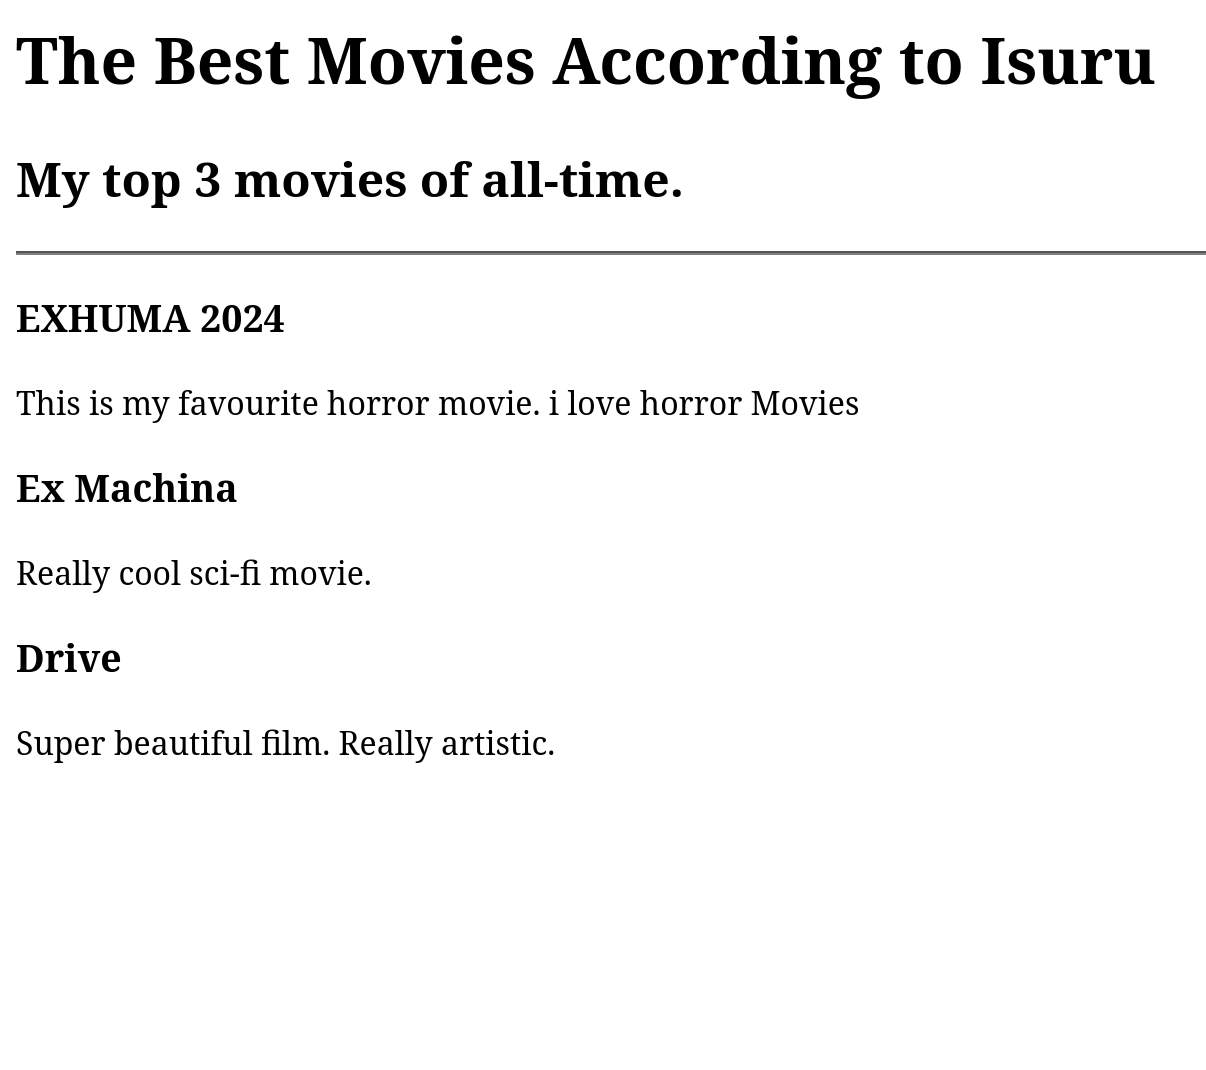 The Best Movies According to Isuru
My top 3 movies of all-time.
EXHUMA 2024
This is my favourite horror movie. i love horror Movies
Ex Machina
Really cool sci-fi movie.
Drive
Super beautiful film. Really artistic.